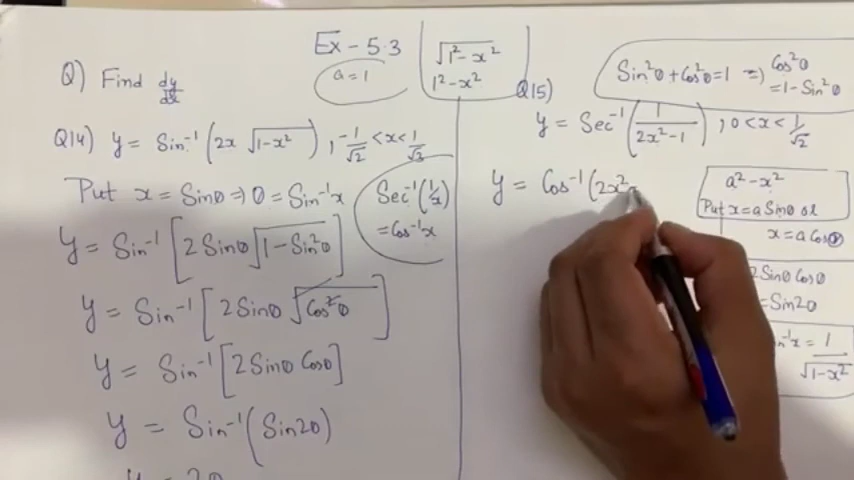 Ex - 5.3
a = 1
√1² - x²
1² - x²
Q) Find dy/dx
Q14) y = Sin⁻¹(2x √1-x²), -1/√2 < x < 1/√2
Put x = Sinθ ⇒ θ = Sin⁻¹x
y = Sin⁻¹[2 Sinθ √1-Sin²θ]
y = Sin⁻¹[2 Sinθ √Cos²θ]
y = Sin⁻¹[2 Sinθ Cosθ]
y = Sin⁻¹(Sin2θ)
y = 2θ
Sec⁻¹(1/x)
= Cos⁻¹x
Sin²θ + Cos²θ = 1 ⇒ Cos²θ
= 1 - Sin²θ
Q15)
y = Sec⁻¹(1/2x²-1), 0 < x < 1/√2
y = Cos⁻¹(2x²
a² - x²
Put x = a Sinθ or
x = a Cosθ
2 Sinθ Cosθ
= Sin2θ
n⁻¹x = 1/√1-x²